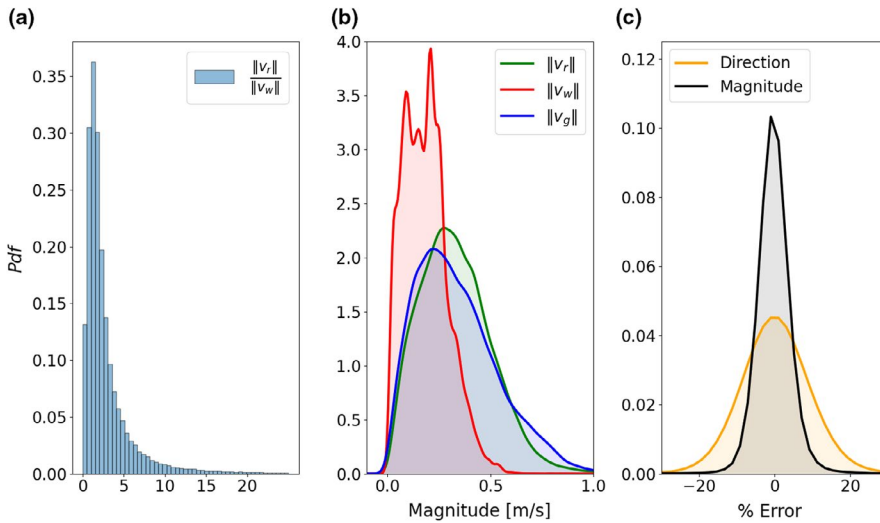 (a)
(b)
(c)
‖v_r‖
‖v_w‖
‖v_r‖
‖v_w‖
‖v_g‖
Direction
Magnitude
Pdf
0.35
0.30
0.25
0.20
0.15
0.10
0.05
0.00
0 5 10 15 20
4.0
3.5
3.0
2.5
2.0
1.5
1.0
0.5
0.0
0.0 0.5 1.0
Magnitude [m/s]
0.12
0.10
0.08
0.06
0.04
0.02
0.00
−20 0 20
% Error